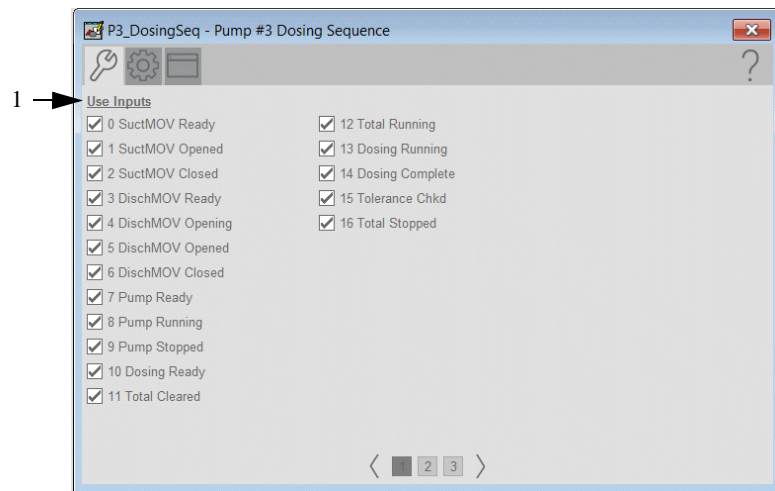 P3_DosingSeq - Pump #3 Dosing Sequence
?
1
Use Inputs
0 SuctMOV Ready
1 SuctMOV Opened
2 SuctMOV Closed
3 DischMOV Ready
4 DischMOV Opening
5 DischMOV Opened
6 DischMOV Closed
7 Pump Ready
8 Pump Running
9 Pump Stopped
10 Dosing Ready
11 Total Cleared
12 Total Running
13 Dosing Running
14 Dosing Complete
15 Tolerance Chkd
16 Total Stopped
1 2 3